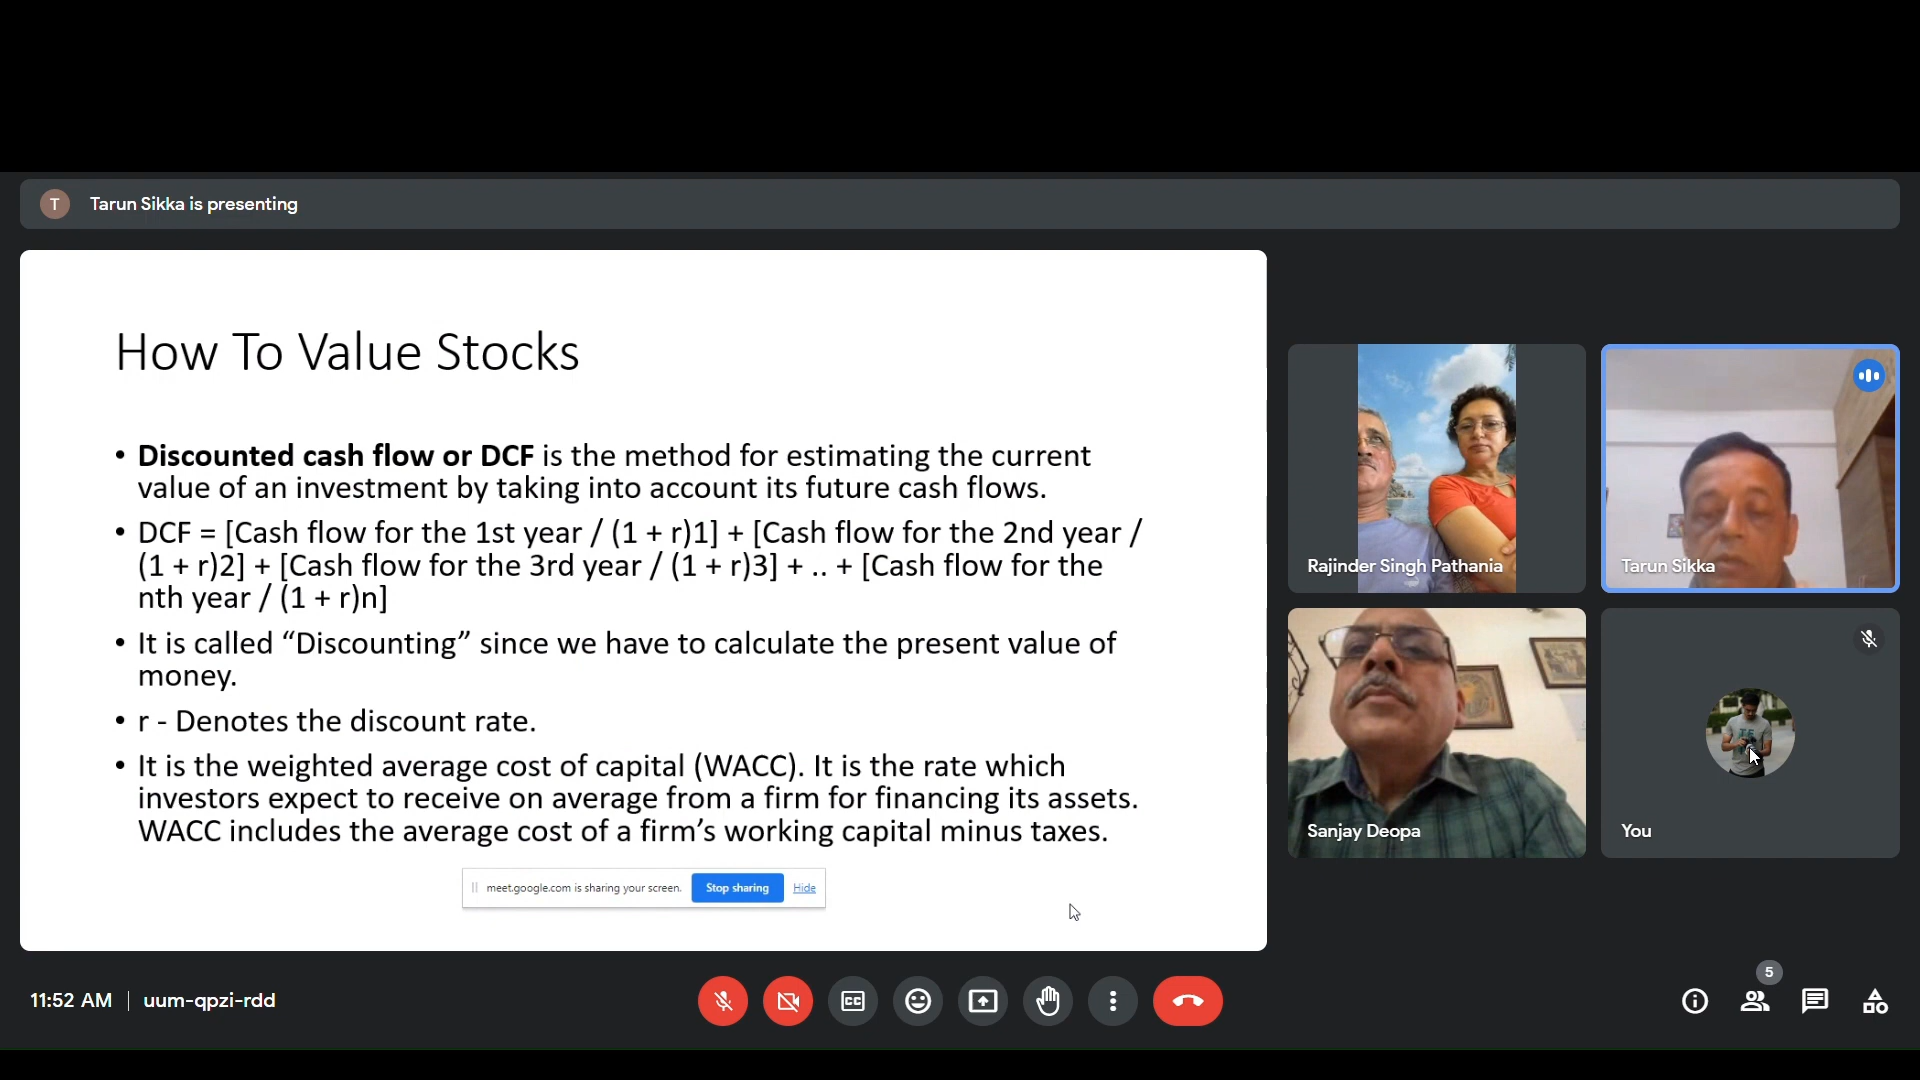 T
Tarun Sikka is presenting
How To Value Stocks
• Discounted cash flow or DCF is the method for estimating the current
value of an investment by taking into account its future cash flows.
• DCF = [Cash flow for the 1st year / (1 + r)1] + [Cash flow for the 2nd year /
(1 + r)2] + [Cash flow for the 3rd year / (1 + r)3] + .. + [Cash flow for the
nth year / (1 + r)n]
• It is called “Discounting” since we have to calculate the present value of
money.
• r - Denotes the discount rate.
• It is the weighted average cost of capital (WACC). It is the rate which
investors expect to receive on average from a firm for financing its assets.
WACC includes the average cost of a firm’s working capital minus taxes.
meet.google.com is sharing your screen. Stop sharing Hide
Rajinder Singh Pathania
Tarun Sikka
Sanjay Deopa
You
11:52 AM | uum-qpzi-rdd
CC
5